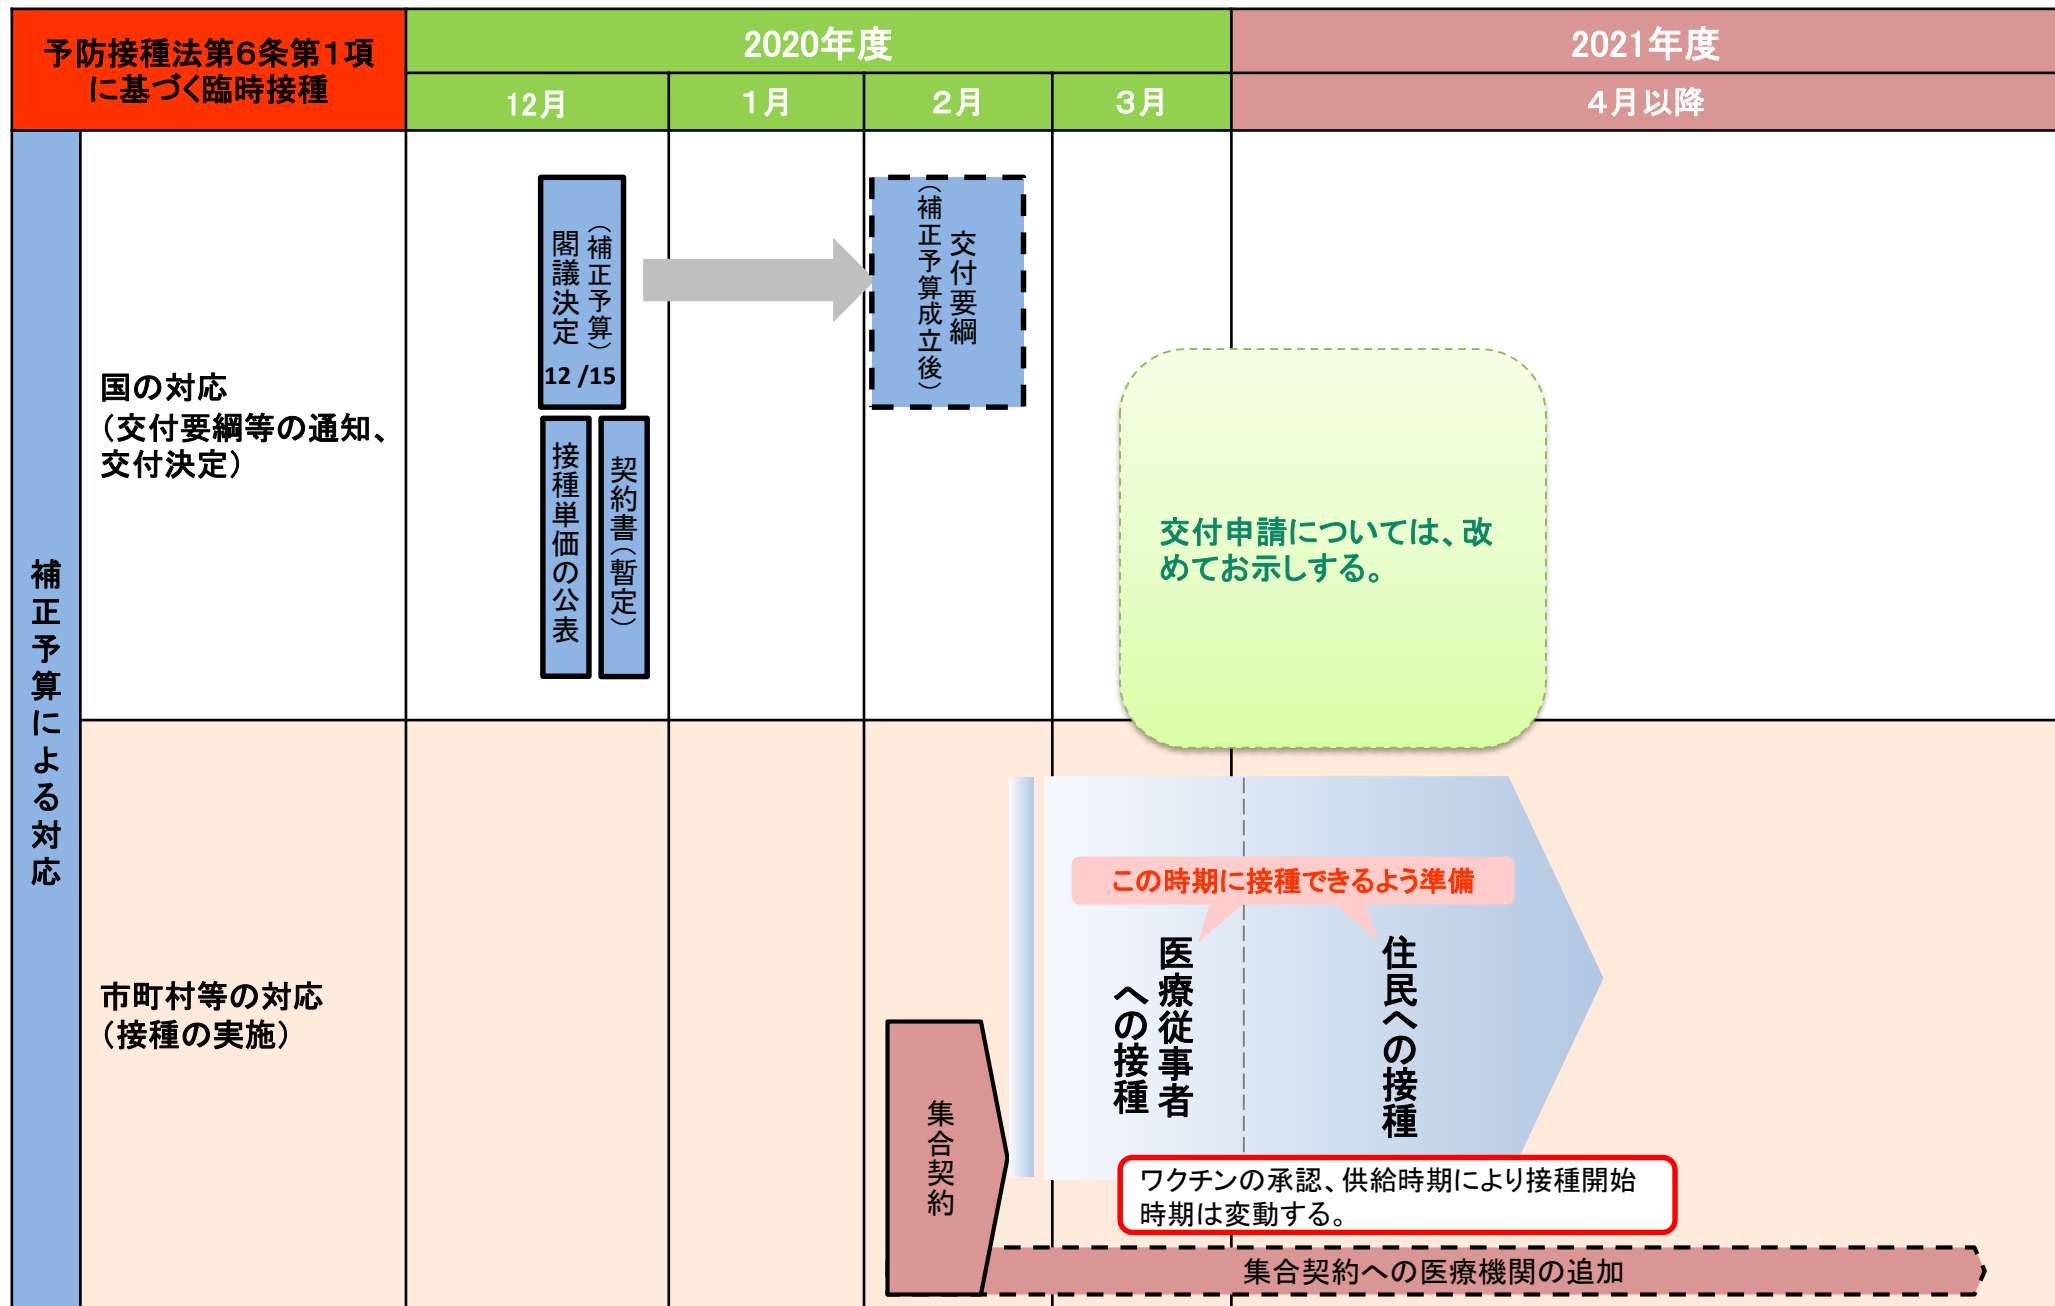 予防接種法第6条第1項
に基づく臨時接種
2020年度
2021年度
12月
1月
2月
3月
4月以降
補正予算による対応
国の対応
（交付要綱等の通知、
交付決定）
（補正予算）
閣議決定
12 /15
交付要綱
（補正予算成立後）
接種単価の公表
契約書（暫定）
交付申請については、改
めてお示しする。
市町村等の対応
（接種の実施）
この時期に接種できるよう準備
医療従事者
への接種
住民への接種
集合契約
ワクチンの承認、供給時期により接種開始
時期は変動する。
集合契約への医療機関の追加